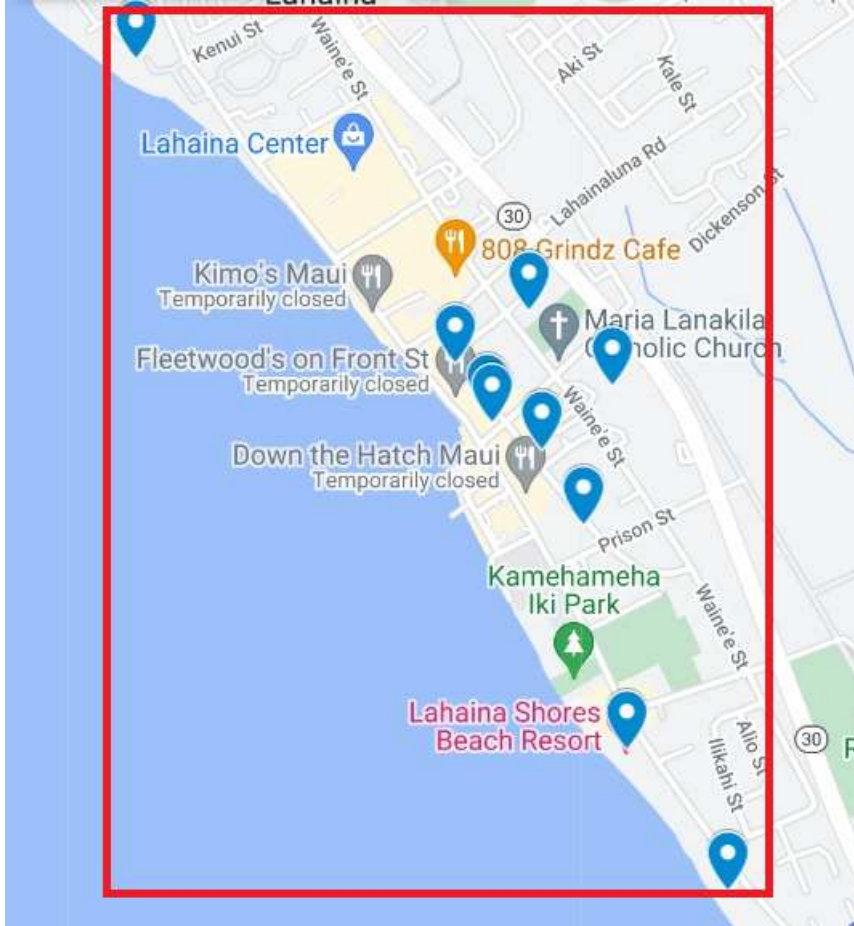 Kenui St
Waine'e St
Aki St
Kale St
Lahaina Center
Lahainaluna Rd
Dickenson St
30
808 Grindz Cafe
Kimo's Maui
Temporarily closed
Maria Lanakila
Catholic Church
Fleetwood's on Front St
Temporarily closed
Waine'e St
Down the Hatch Maui
Temporarily closed
Prison St
Kamehameha
Iki Park
Waine'e St
Lahaina Shores
Beach Resort
Alio St
Ilikahi St
30